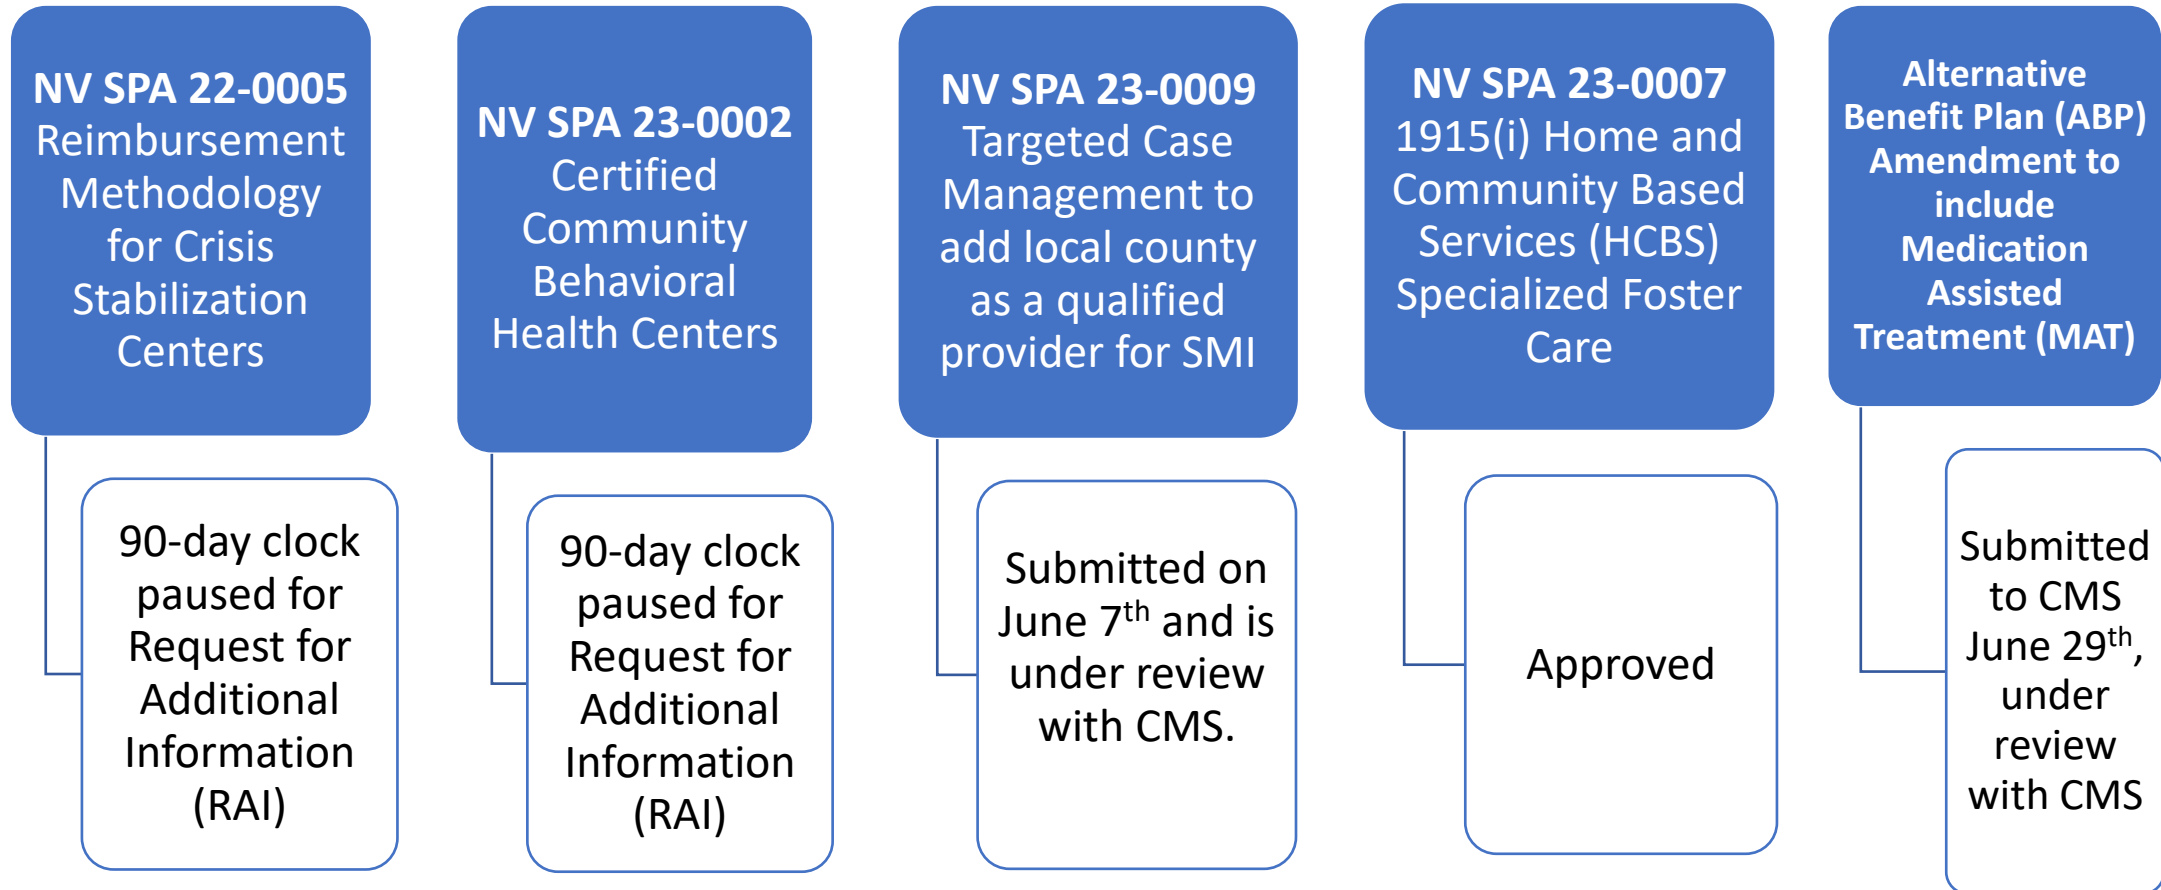 NV SPA 22-0005
Reimbursement
Methodology
for Crisis
Stabilization
Centers
90-day clock
paused for
Request for
Additional
Information
(RAI)
NV SPA 23-0002
Certified
Community
Behavioral
Health Centers
90-day clock
paused for
Request for
Additional
Information
(RAI)
NV SPA 23-0009
Targeted Case
Management to
add local county
as a qualified
provider for SMI
Submitted on
June 7th and is
under review
with CMS.
NV SPA 23-0007
1915(i) Home and
Community Based
Services (HCBS)
Specialized Foster
Care
Approved
Alternative
Benefit Plan (ABP)
Amendment to
include
Medication
Assisted
Treatment (MAT)
Submitted
to CMS
June 29th,
under
review
with CMS